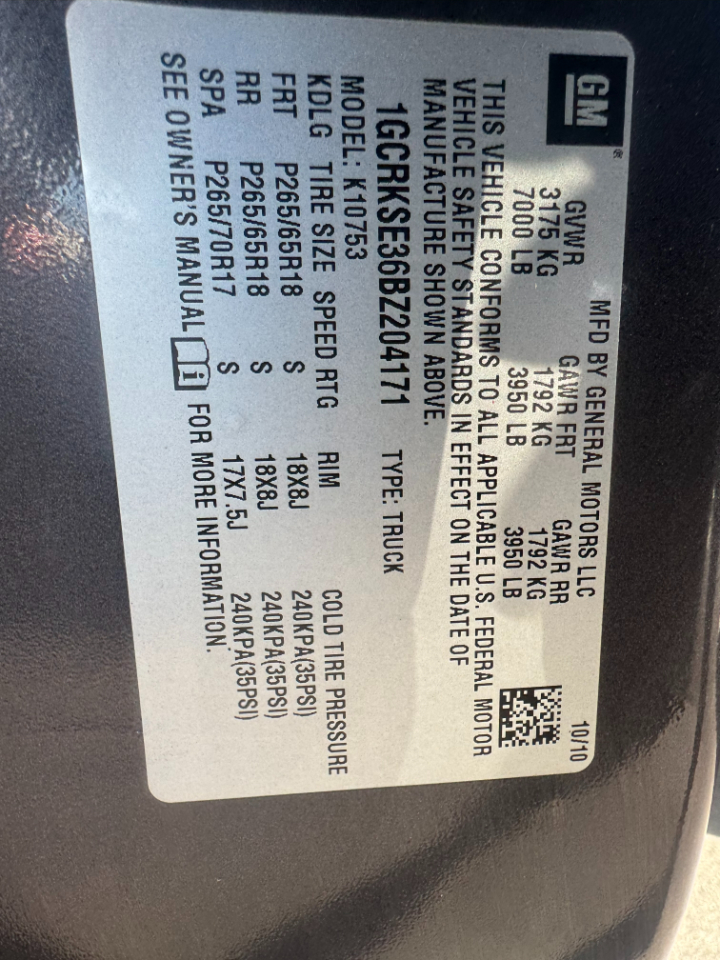 GM®
MFD BY GENERAL MOTORS LLC 10/10
GVWR GAWR FRT GAWR RR
3175 KG 1792 KG 1792 KG
7000 LB 3950 LB 3950 LB
THIS VEHICLE CONFORMS TO ALL APPLICABLE U.S. FEDERAL MOTOR
VEHICLE SAFETY STANDARDS IN EFFECT ON THE DATE OF
MANUFACTURE SHOWN ABOVE.
1GCRKSE36BZ204171 TYPE: TRUCK
MODEL: K10753
KDLG TIRE SIZE SPEED RTG RIM COLD TIRE PRESSURE
FRT P265/65R18 S 18X8J 240KPA(35PSI)
RR P265/65R18 S 18X8J 240KPA(35PSI)
SPA P265/70R17 S 17X7.5J 240KPA(35PSI)
SEE OWNER'S MANUAL i FOR MORE INFORMATION.